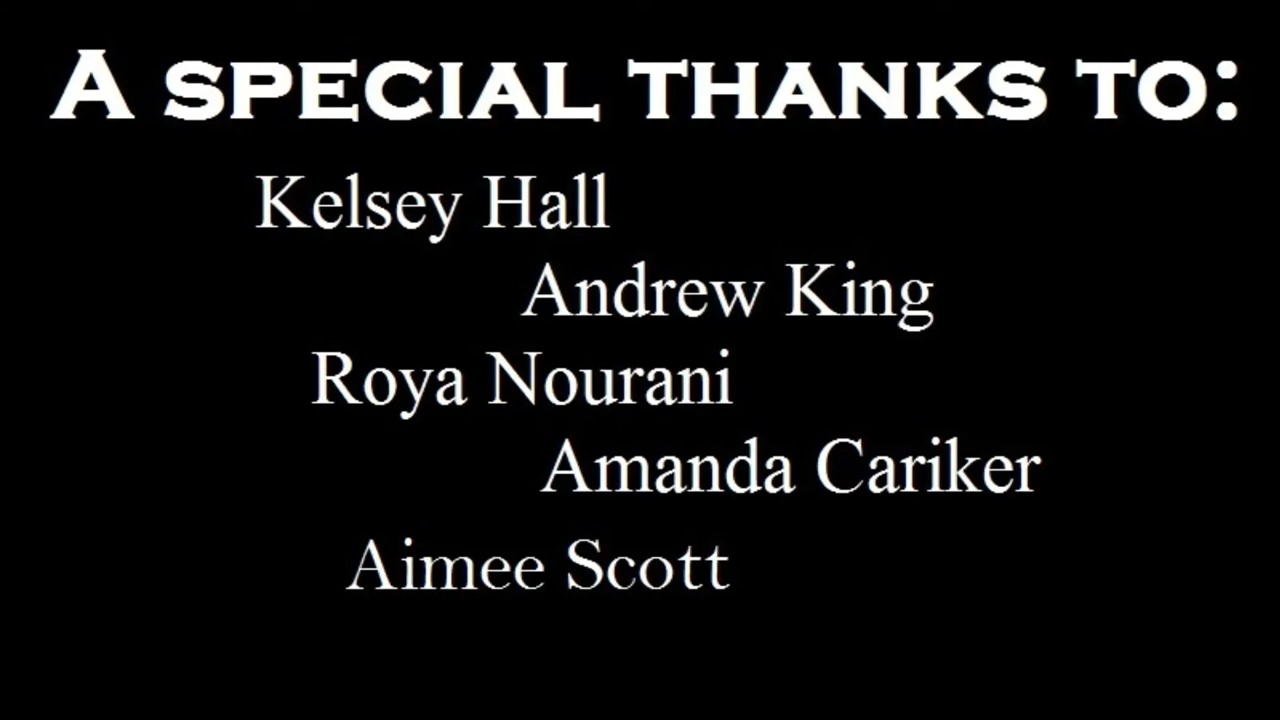 A SPECIAL THANKS TO:
Kelsey Hall
Andrew King
Roya Nourani
Amanda Cariker
Aimee Scott